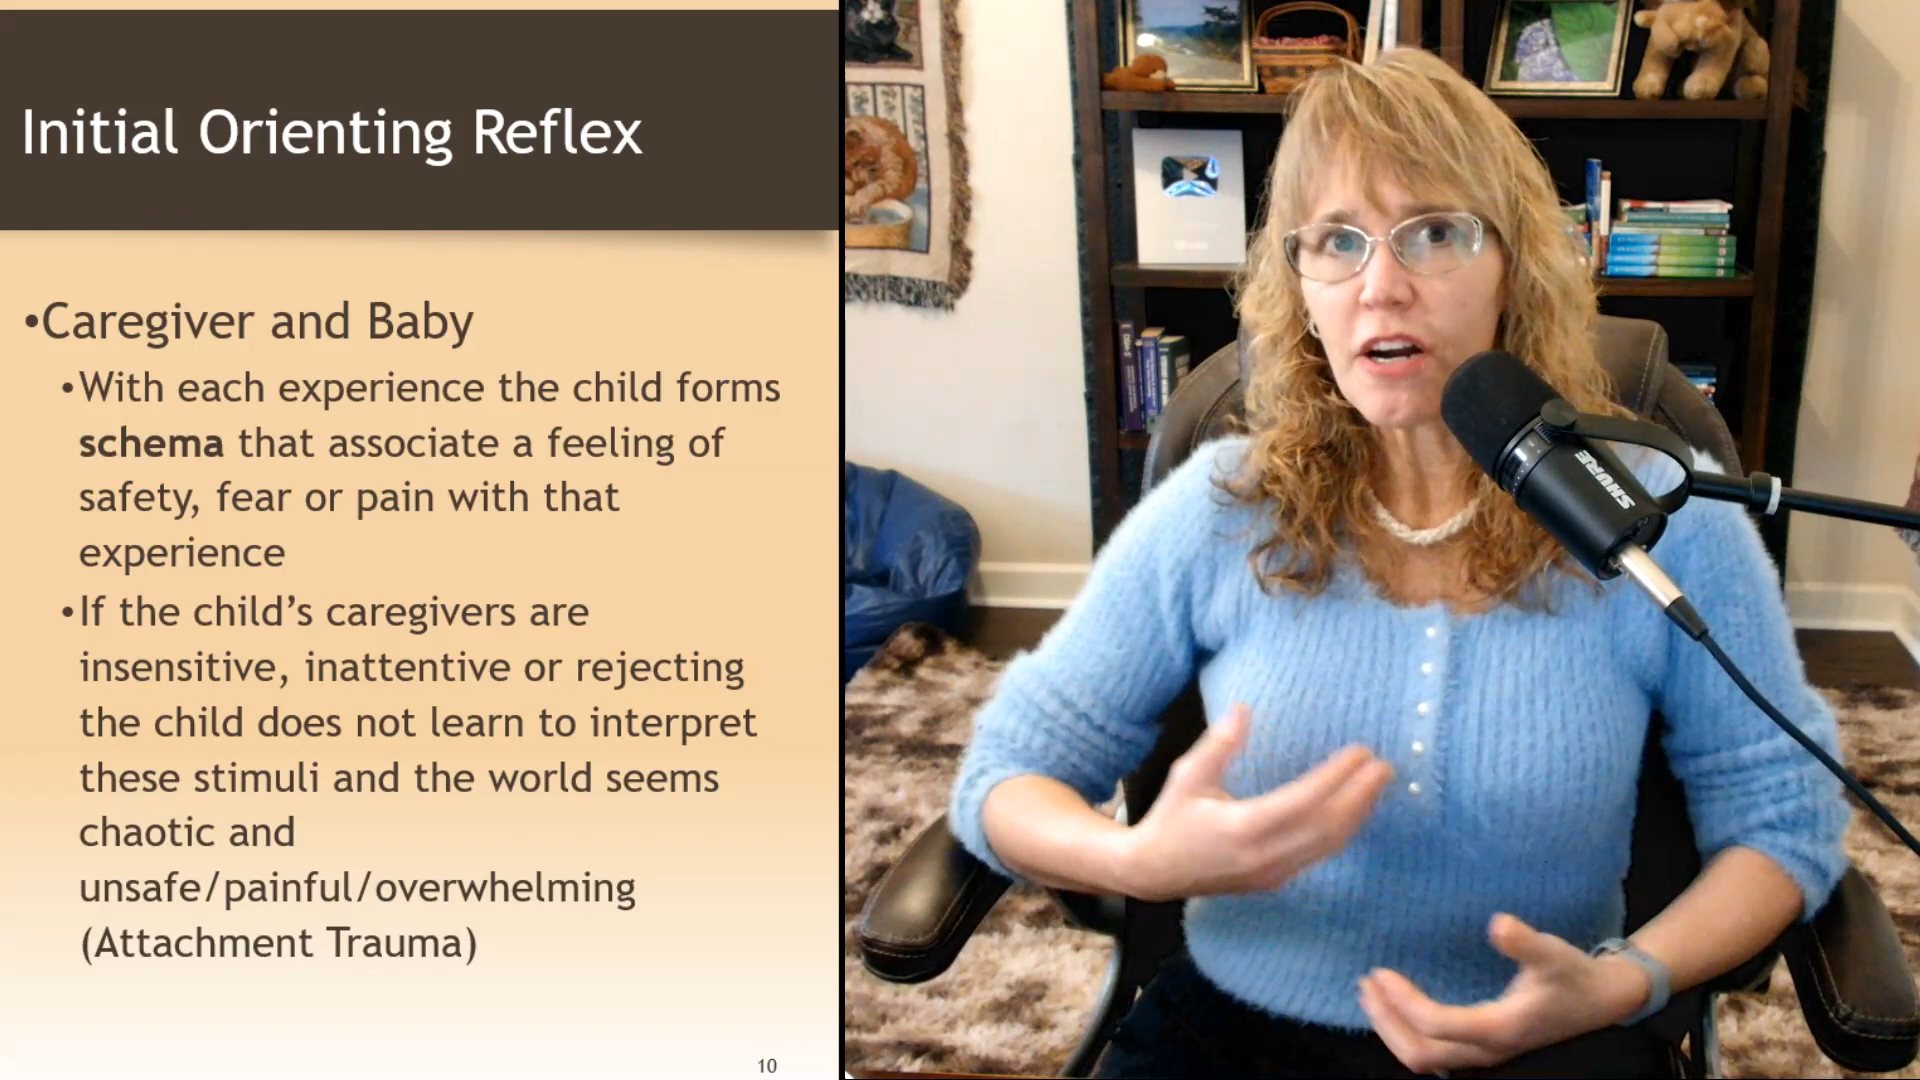 Initial Orienting Reflex
•Caregiver and Baby
•With each experience the child forms
schema that associate a feeling of
safety, fear or pain with that
experience
•If the child’s caregivers are
insensitive, inattentive or rejecting
the child does not learn to interpret
these stimuli and the world seems
chaotic and
unsafe/painful/overwhelming
(Attachment Trauma)
10
SHURE